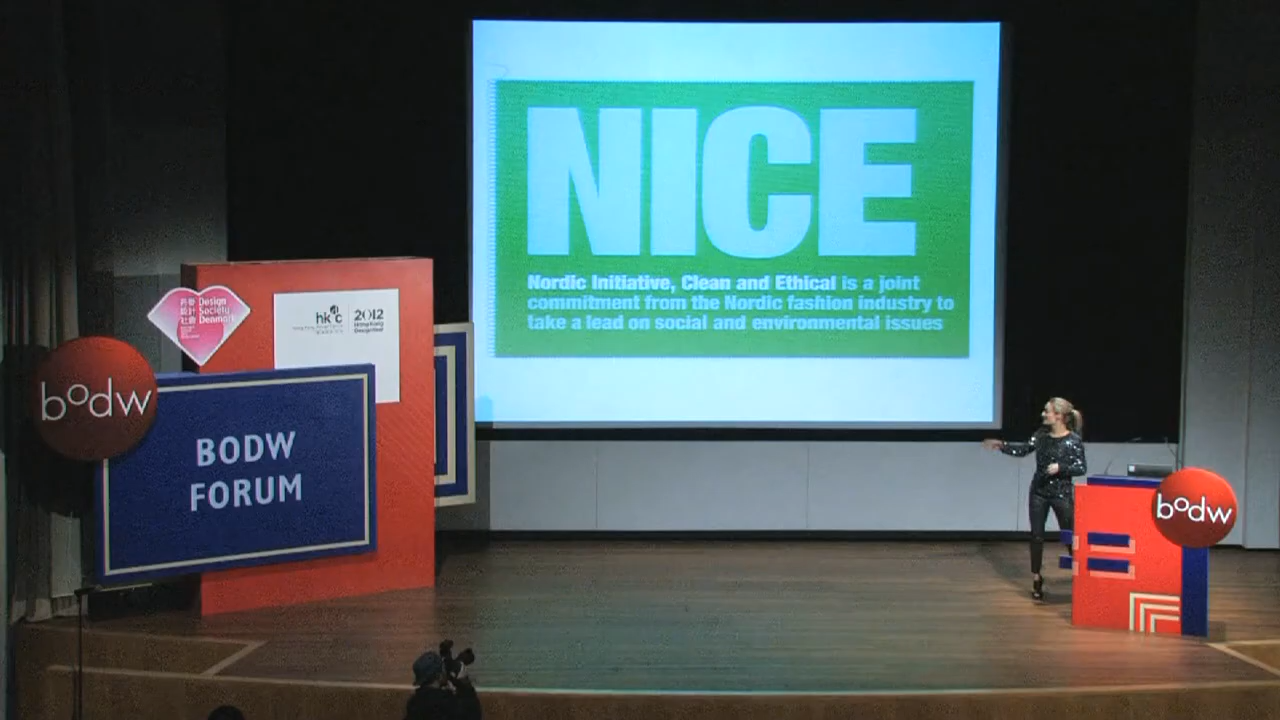 NICE
Nordic Initiative, Clean and Ethical is a joint
commitment from the Nordic fashion industry to
take a lead on social and environmental issues
Design
Society
Denmark
hkdc
2012
bodw
BODW
FORUM
bodw